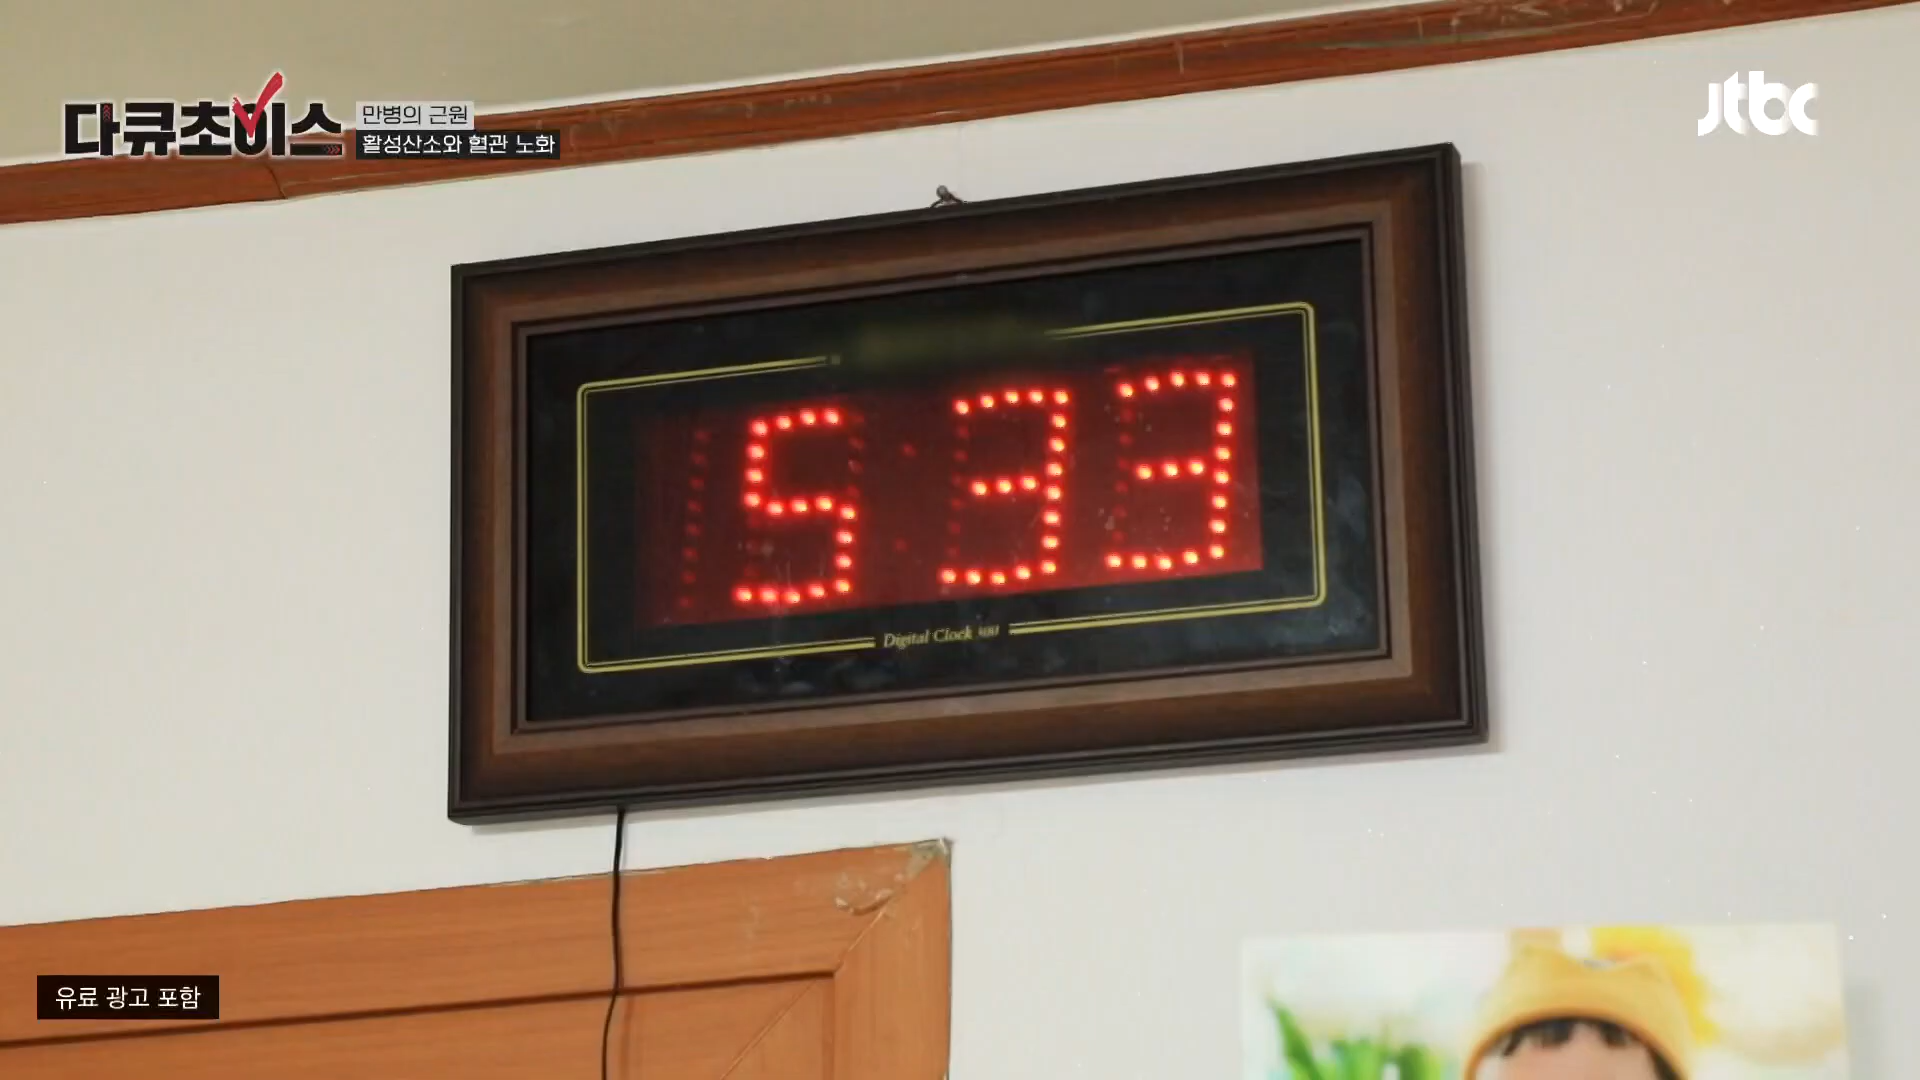 다큐초이스
만병의 근원
활성산소와 혈관 노화
jtbc
5 33
Digital Clock
유료 광고 포함